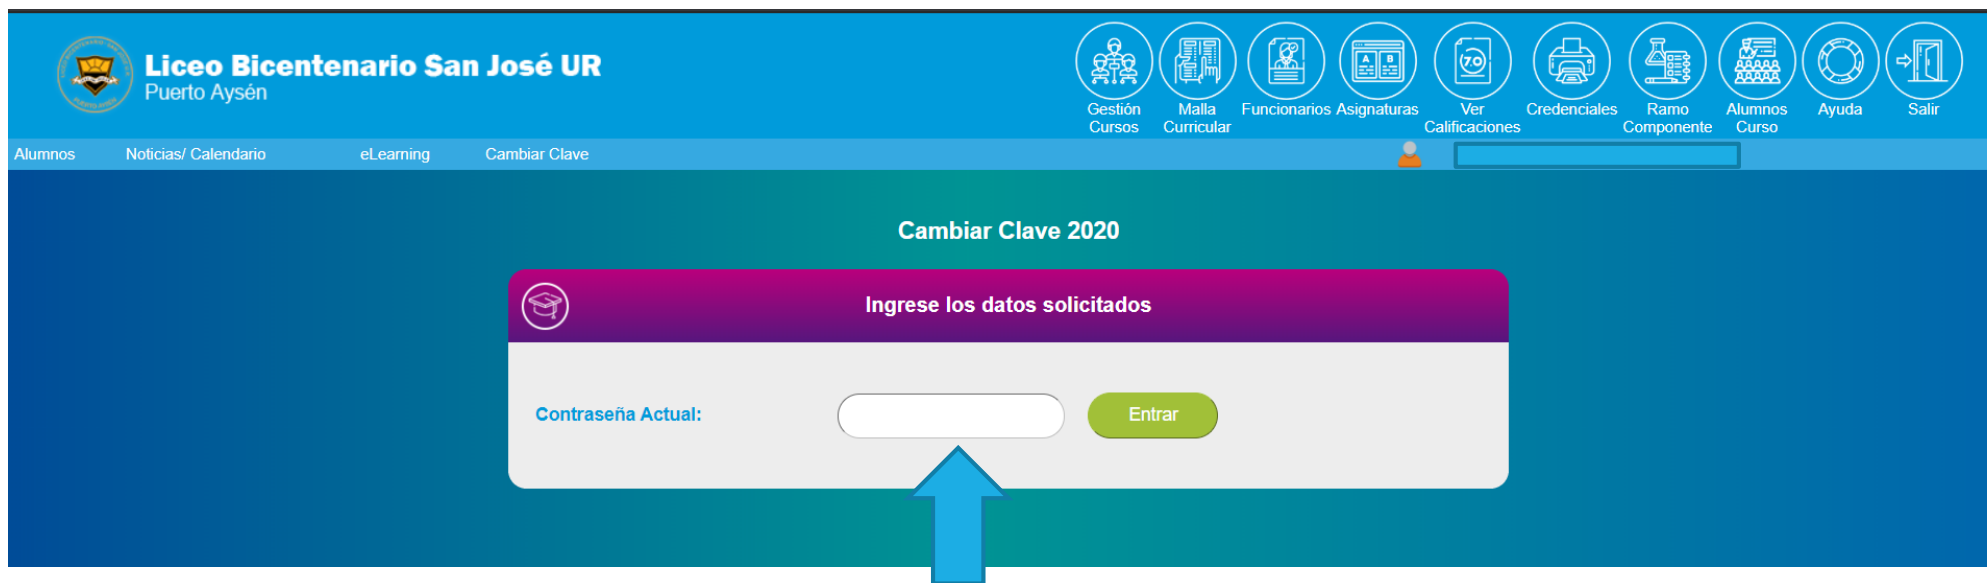 Liceo Bicentenario San José UR
Puerto Aysén
Gestión Cursos
Malla Curricular
Funcionarios
Asignaturas
7.0
A B
Ver Calificaciones
Credenciales
Ramo Componente
Alumnos Curso
Ayuda
Salir
Alumnos
Noticias/ Calendario
eLearning
Cambiar Clave
Cambiar Clave 2020
Ingrese los datos solicitados
Contraseña Actual:
Entrar